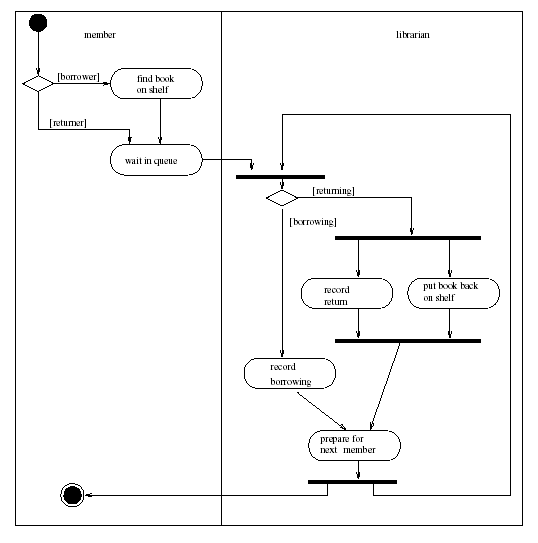 member
librarian
[borrower]
find book
on shelf
[returner]
wait in queue
[returning]
[borrowing]
record
return
put book back
on shelf
record
borrowing
prepare for
next member